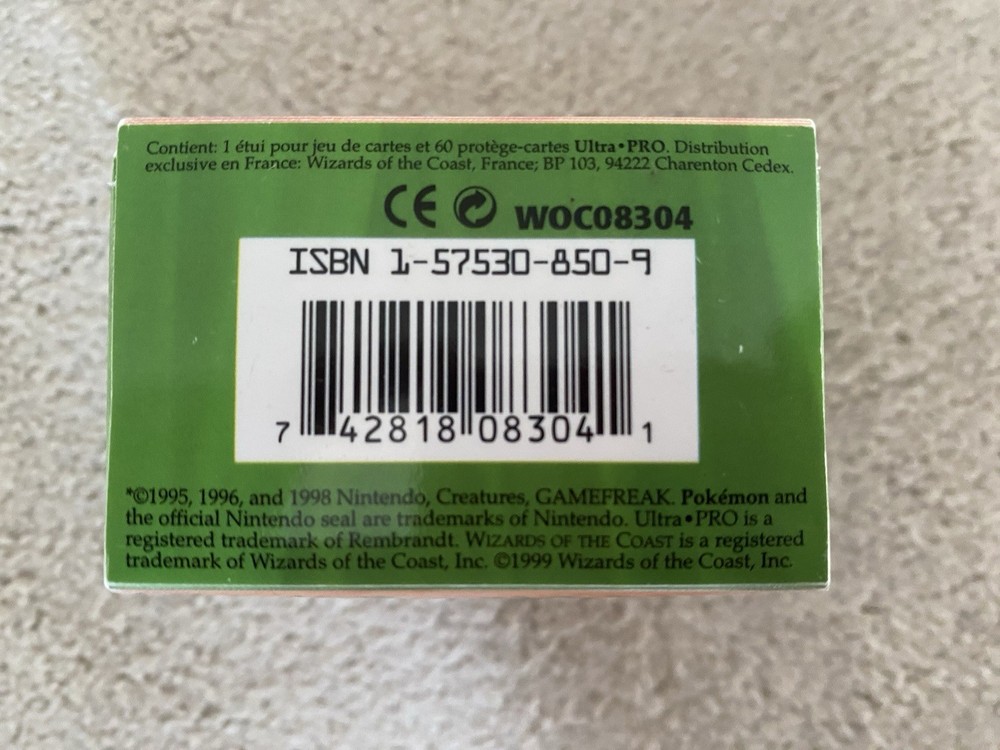 Contient: 1 étui pour jeu de cartes et 60 protège-cartes Ultra•PRO. Distribution
exclusive en France: Wizards of the Coast, France; BP 103, 94222 Charenton Cedex.
CE WOC08304
ISBN 1-57530-850-9
7 42818 08304 1
*©1995, 1996, and 1998 Nintendo, Creatures, GAMEFREAK. Pokémon and
the official Nintendo seal are trademarks of Nintendo. Ultra•PRO is a
registered trademark of Rembrandt. WIZARDS OF THE COAST is a registered
trademark of Wizards of the Coast, Inc. ©1999 Wizards of the Coast, Inc.